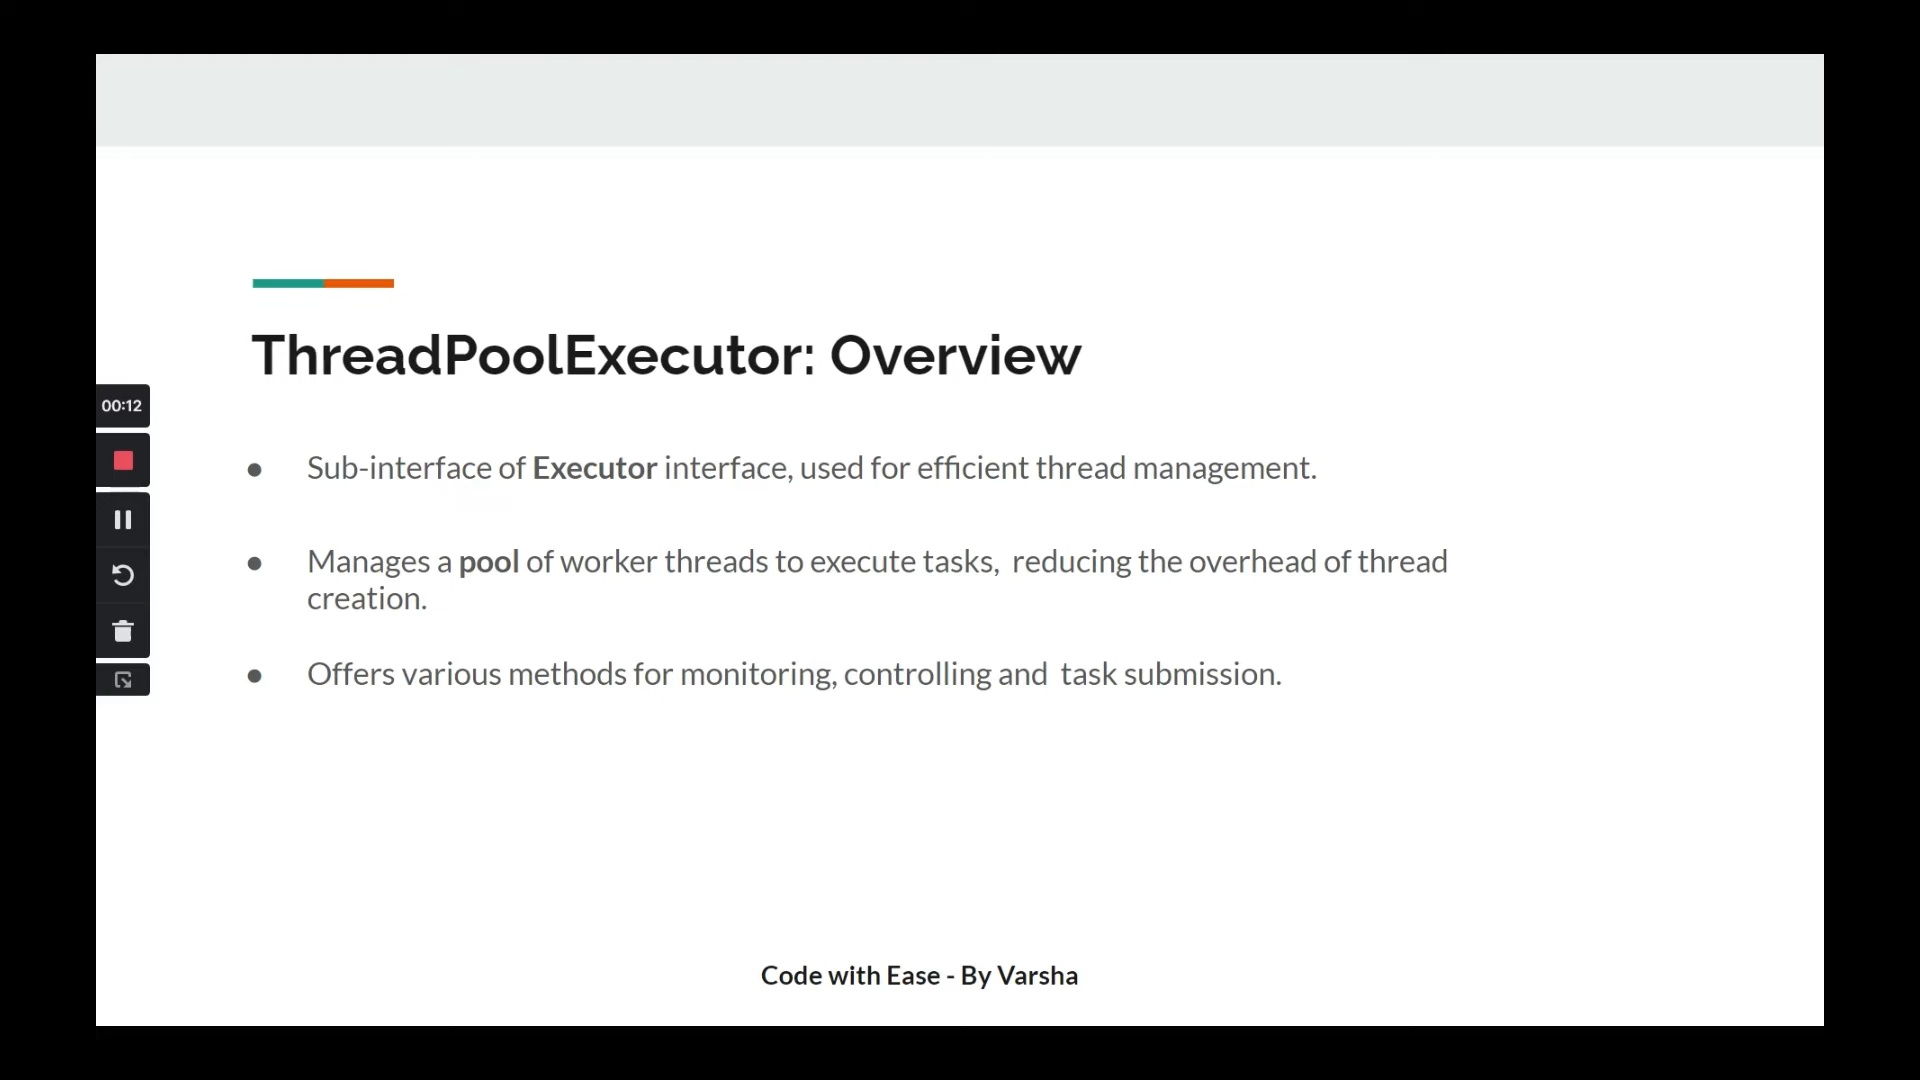 ThreadPoolExecutor: Overview
00:12
● Sub-interface of Executor interface, used for efficient thread management.
● Manages a pool of worker threads to execute tasks,  reducing the overhead of thread
creation.
● Offers various methods for monitoring, controlling and  task submission.
Code with Ease - By Varsha